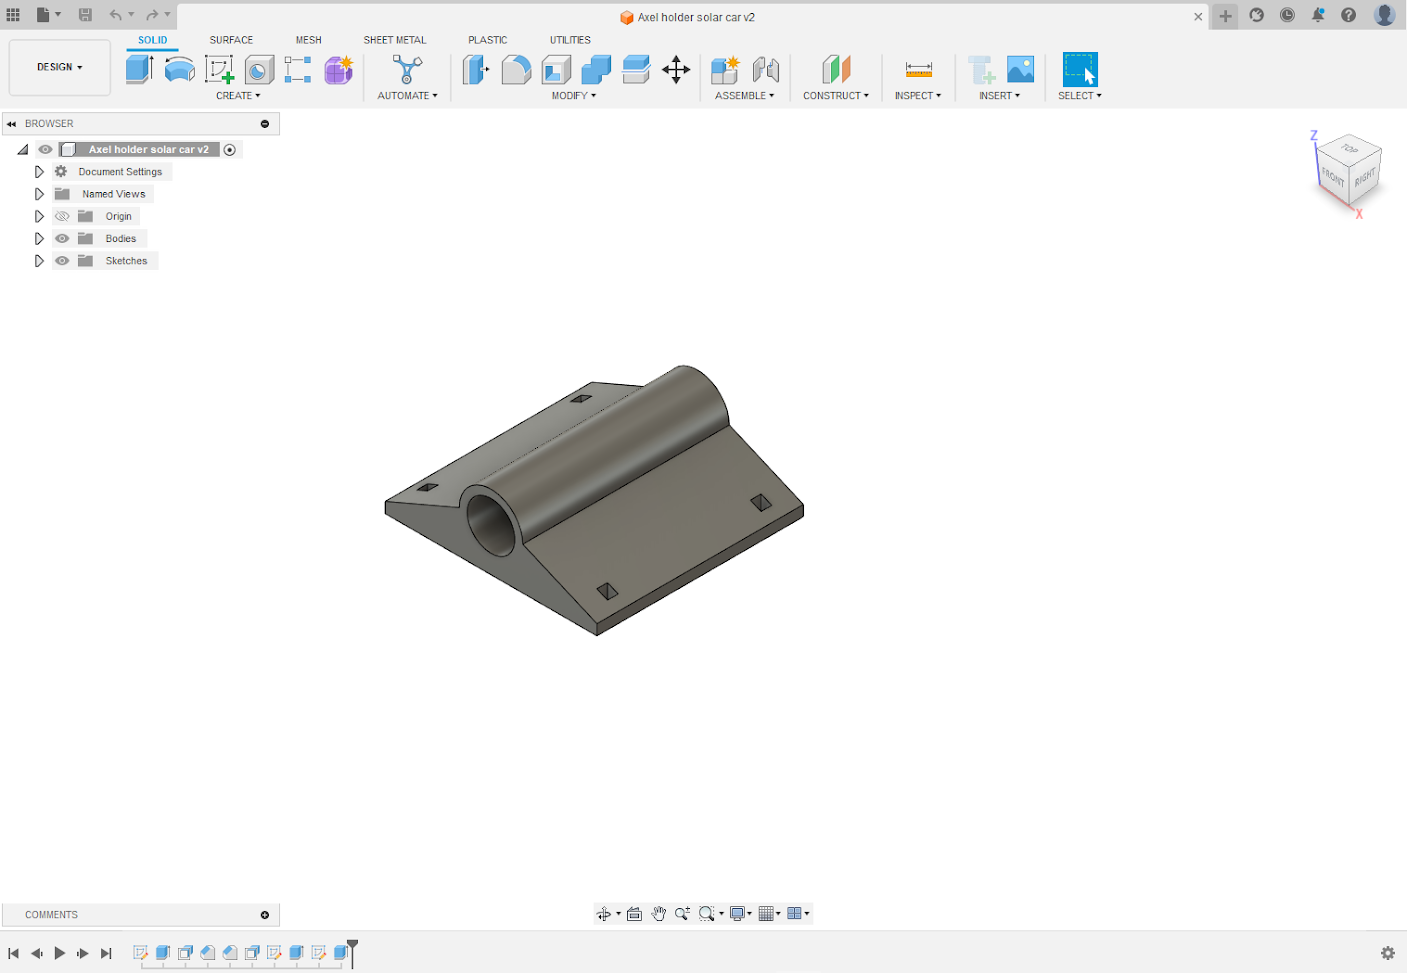 Axel holder solar car v2
SOLID SURFACE MESH SHEET METAL PLASTIC UTILITIES
DESIGN
CREATE AUTOMATE MODIFY ASSEMBLE CONSTRUCT INSPECT INSERT SELECT
BROWSER
Axel holder solar car v2
Document Settings
Named Views
Origin
Bodies
Sketches
Z
TOP
FRONT RIGHT
X
COMMENTS